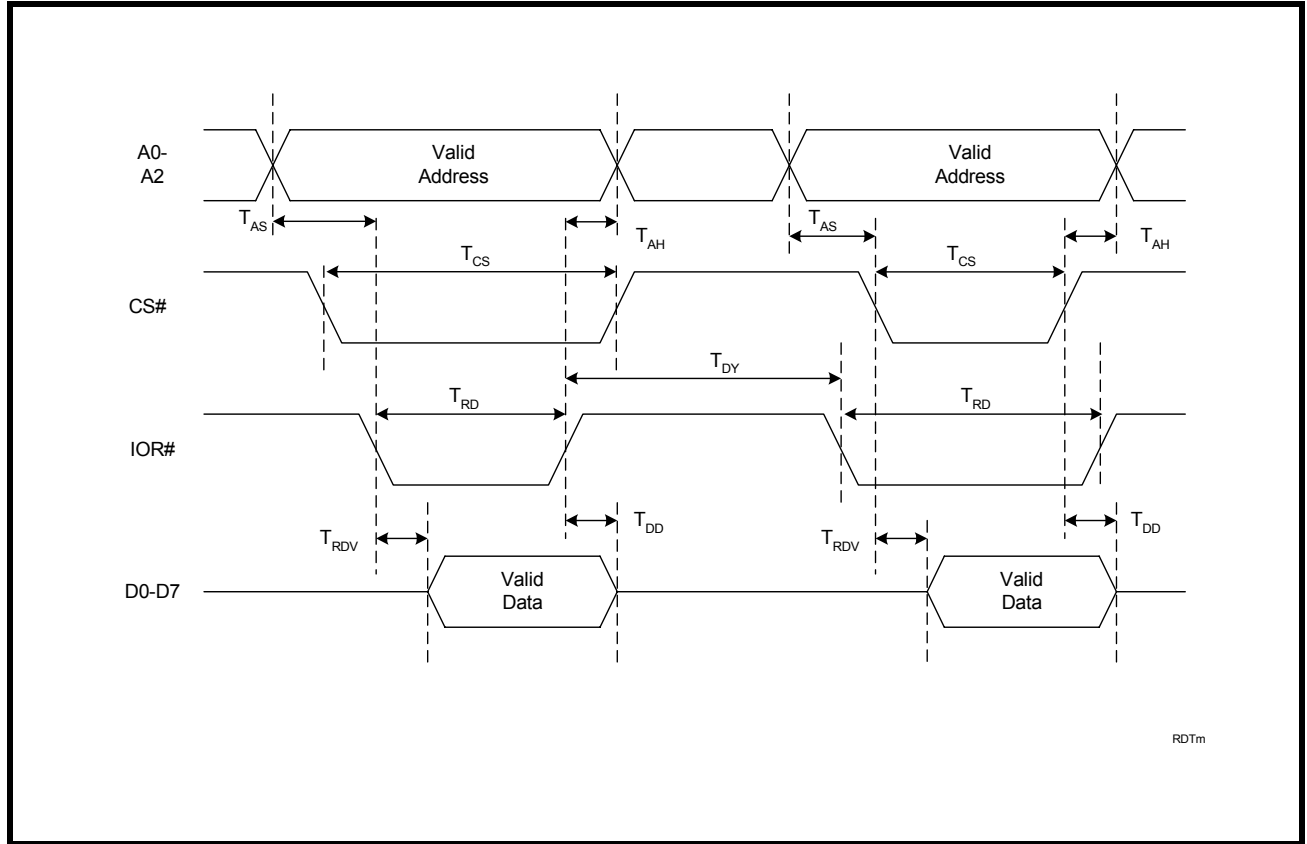 A0-
A2
Valid
Address
Valid
Address
TAS
TAH
TAS
TAH
TCS
TCS
CS#
TDY
TRD
TRD
IOR#
TRDV
TDD
TRDV
TDD
D0-D7
Valid
Data
Valid
Data
RDTm